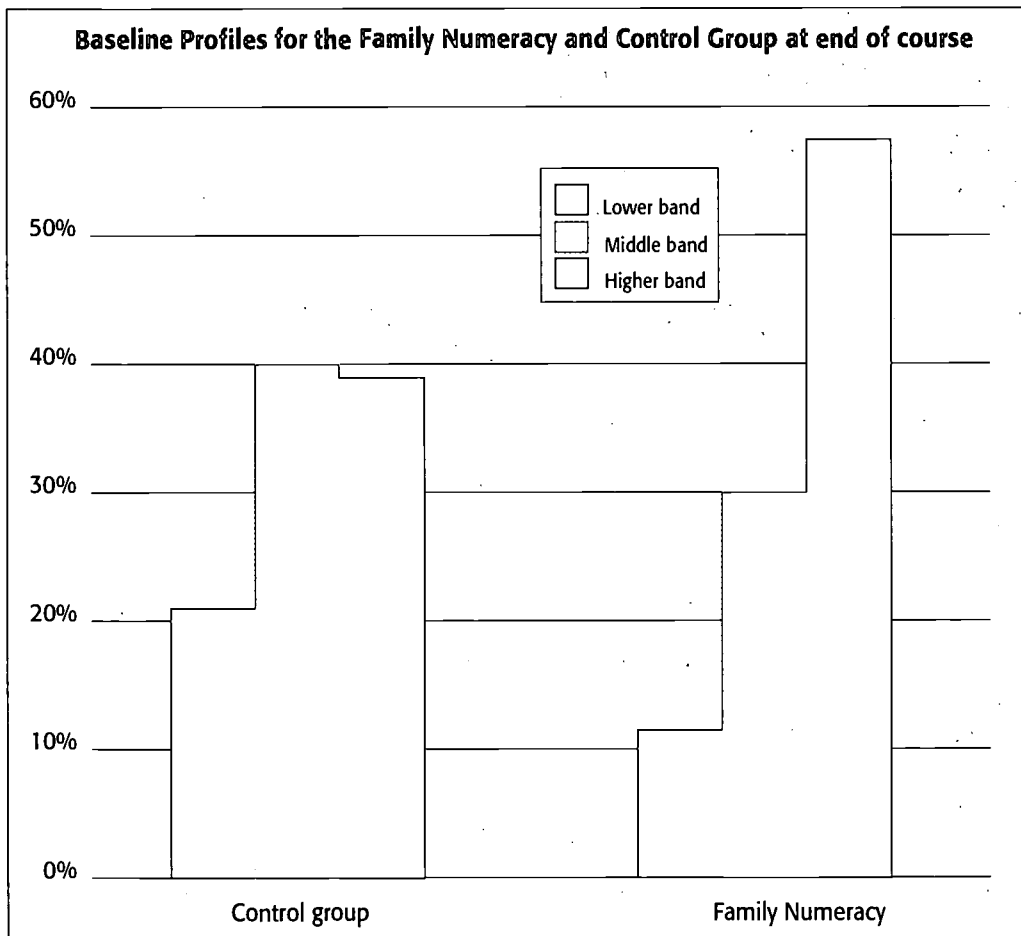 Baseline Profiles for the Family Numeracy and Control Group at end of course
60%
50%
40%
30%
20%
10%
0%
Lower band
Middle band
Higher band
Control group
Family Numeracy